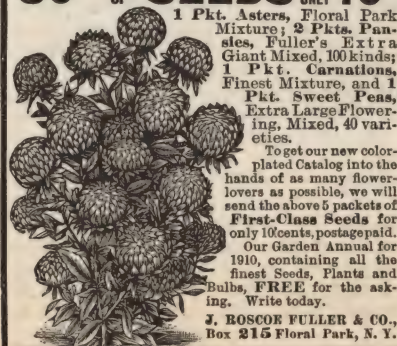 1 Pkt. Asters, Floral Park
Mixture; 2 Pkts. Pan-
sies, Fuller's Extra
Giant Mixed, 100 kinds;
1 Pkt. Carnations,
Finest Mixture, and 1
Pkt. Sweet Peas,
Extra Large Flower-
ing, Mixed, 40 vari-
eties.
To get our new color-
plated Catalog into the
hands of as many flower-
lovers as possible, we will
send the above 5 packets of
First-Class Seeds for
only 10 cents, postage paid.
Our Garden Annual for
1910, containing all the
finest Seeds, Plants and
Bulbs, FREE for the ask-
ing. Write today.
J. ROSCOE FULLER & CO.,
Box 215 Floral Park, N. Y.